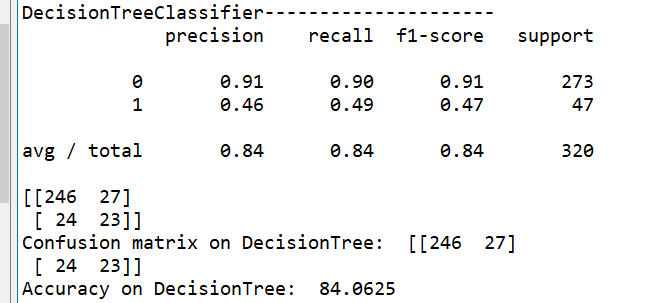 DecisionTreeClassifier----------------------
precision recall f1-score support
0 0.91 0.90 0.91 273
1 0.46 0.49 0.47 47
avg / total 0.84 0.84 0.84 320
[[246 27]
[ 24 23]]
Confusion matrix on DecisionTree: [[246 27]
[ 24 23]]
Accuracy on DecisionTree: 84.0625